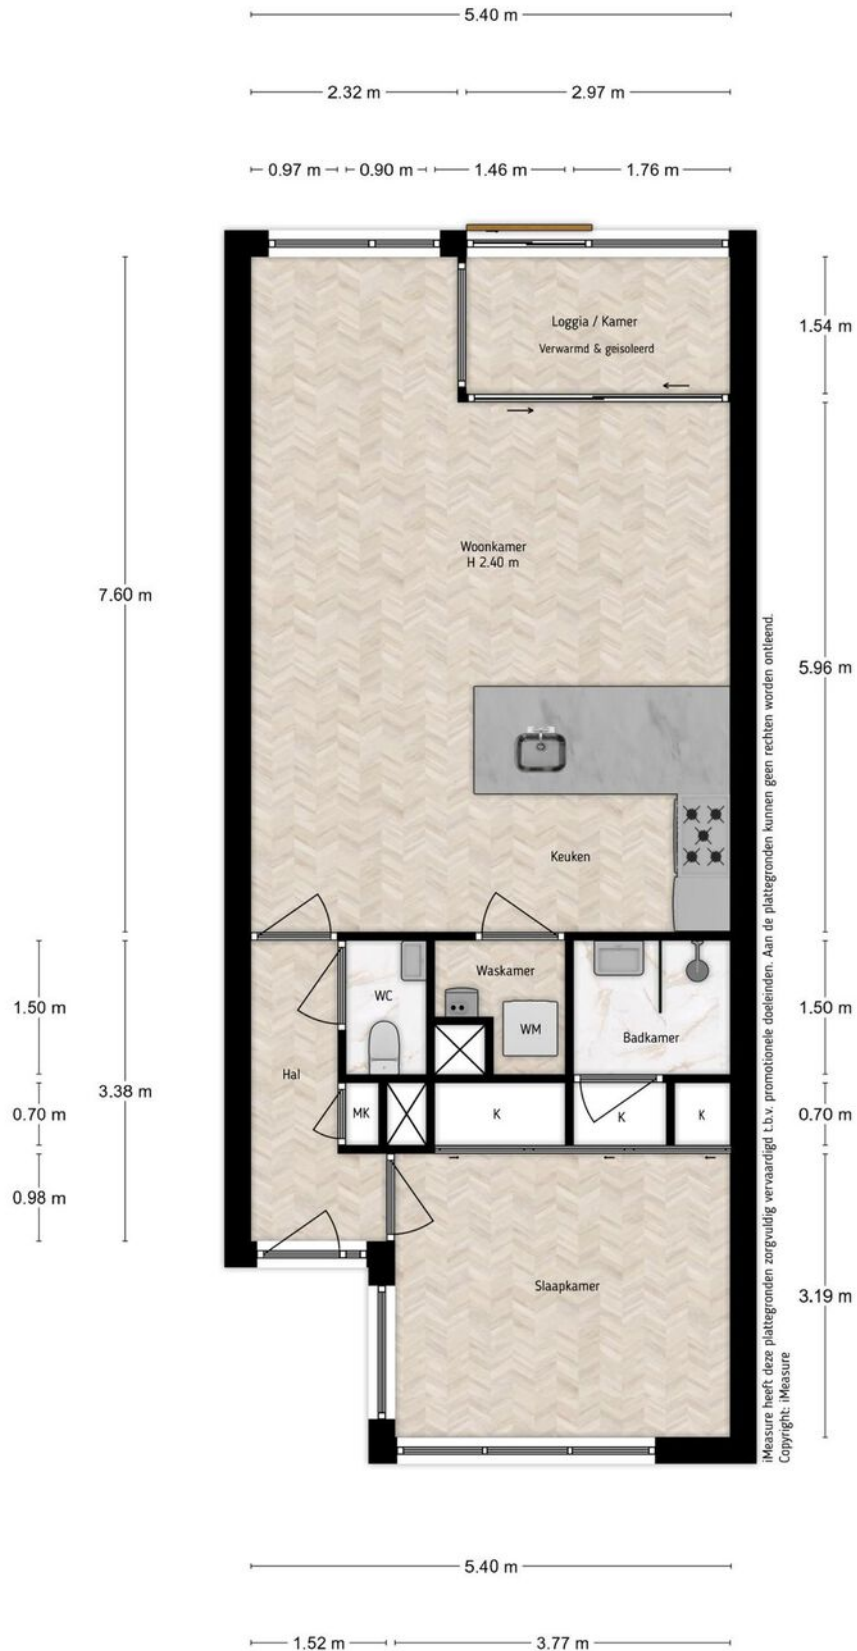 5.40 m
2.32 m
2.97 m
0.97 m
0.90 m
1.46 m
1.76 m
Loggia / Kamer
Verwarmd & geisoleerd
1.54 m
Woonkamer
H 2.40 m
7.60 m
5.96 m
Keuken
Waskamer
WC
WM
Badkamer
1.50 m
1.50 m
Hal
3.38 m
MK
K
K
K
0.70 m
0.70 m
0.98 m
Slaapkamer
3.19 m
iMeasure heeft deze plattegronden zorgvuldig vervaardigd t.b.v. promotionele doeleinden. Aan de plattegronden kunnen geen rechten worden ontleend.
Copyright: iMeasure
5.40 m
1.52 m
3.77 m